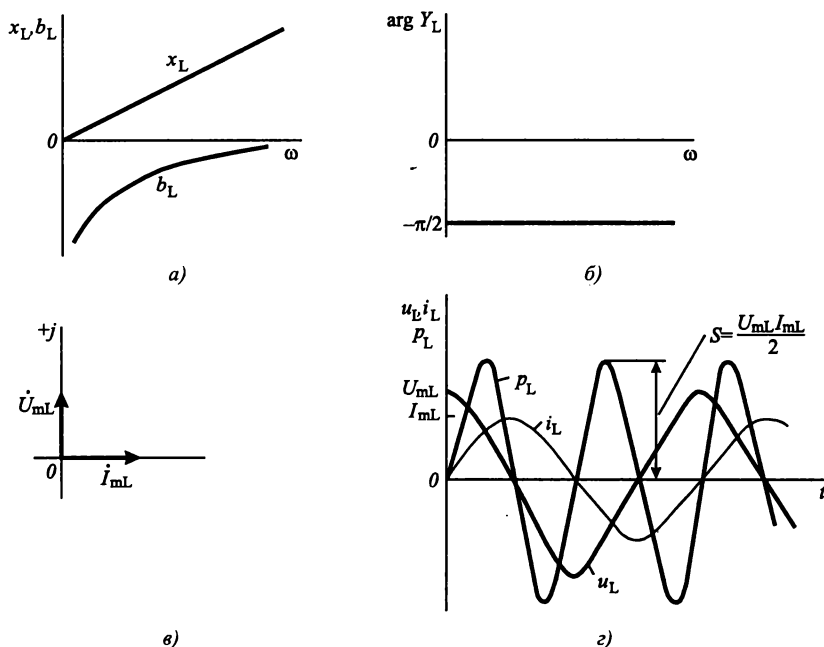 x_L, b_L
x_L
0
ω
b_L
а)
arg Y_L
0
ω
−π/2
б)
+j
U̇_mL
0
İ_mL
в)
u_L, i_L
p_L
S = U_mL I_mL / 2
U_mL
I_mL
p_L
i_L
0
t
u_L
г)